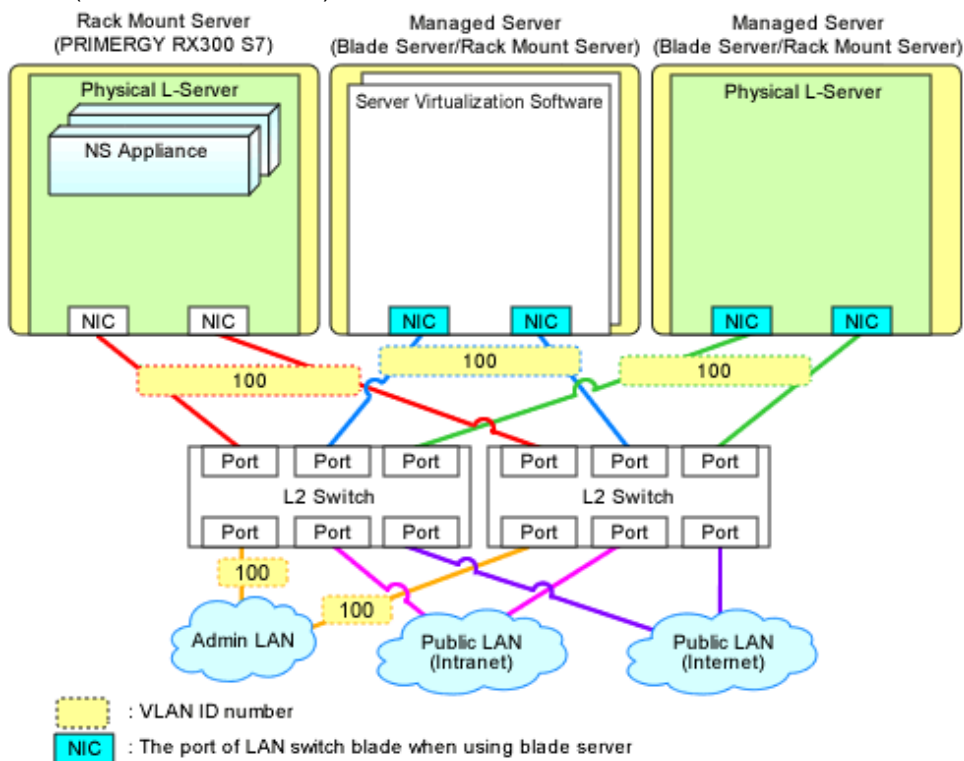 Rack Mount Server
(PRIMERGY RX300 S7)
Managed Server
(Blade Server/Rack Mount Server)
Managed Server
(Blade Server/Rack Mount Server)
Physical L-Server
NS Appliance
Server Virtualization Software
Physical L-Server
NIC NIC NIC NIC NIC NIC
100 100 100
Port Port Port Port Port Port
L2 Switch L2 Switch
Port Port Port Port Port Port
100
100
Admin LAN
Public LAN
(Intranet)
Public LAN
(Internet)
: VLAN ID number
NIC : The port of LAN switch blade when using blade server